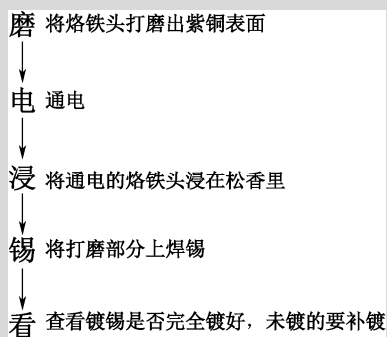 磨 将烙铁头打磨出紫铜表面
电 通电
浸 将通电的烙铁头浸在松香里
锡 将打磨部分上焊锡
看 查看镀锡是否完全镀好，未镀的要补镀